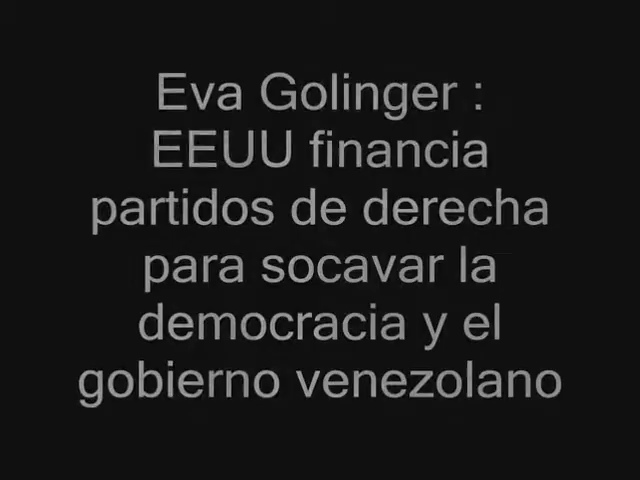 Eva Golinger :
EEUU financia
partidos de derecha
para socavar la
democracia y el
gobierno venezolano